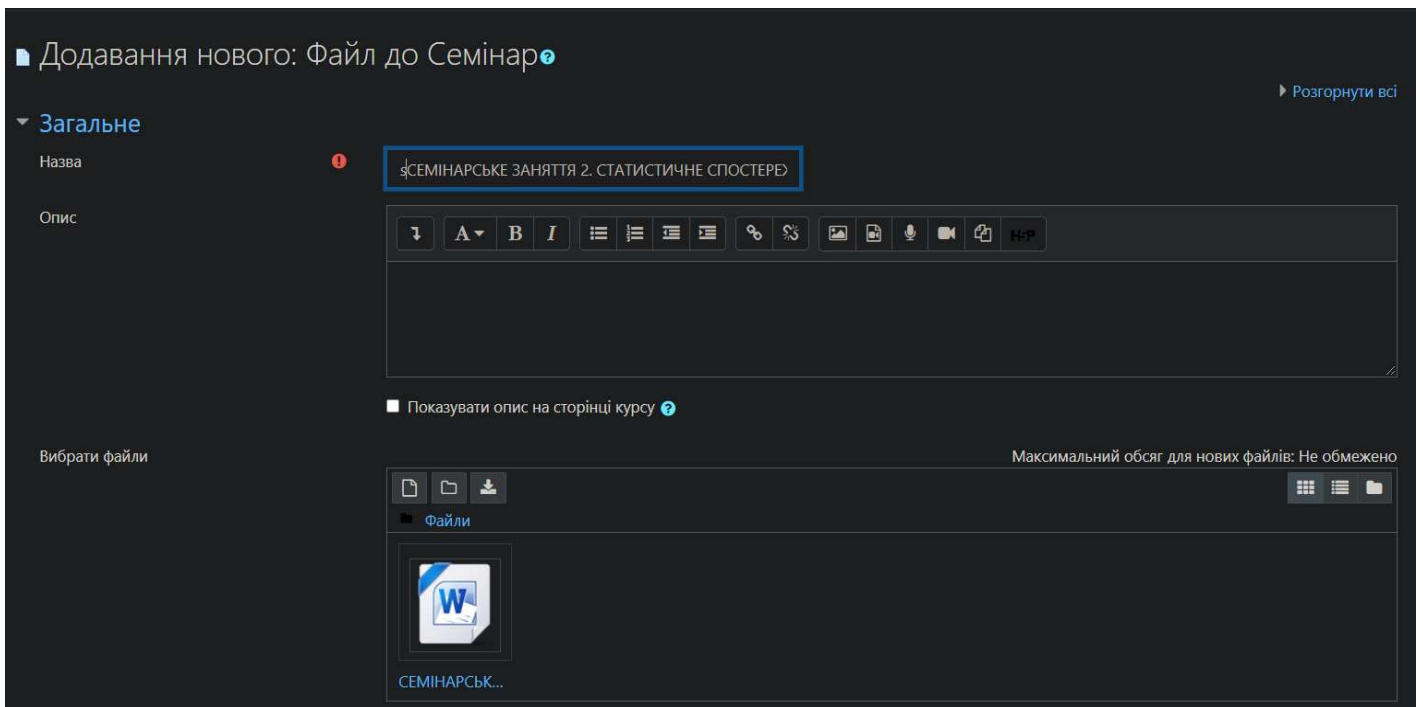 Додавання нового: Файл до Семінар
Розгорнути всі
Загальне
Назва
sСЕМІНАРСЬКЕ ЗАНЯТТЯ 2. СТАТИСТИЧНЕ СПОСТЕРЕ
Опис
A B I H-P
Показувати опис на сторінці курсу
Вибрати файли
Максимальний обсяг для нових файлів: Не обмежено
Файли
W
СЕМІНАРСЬК...